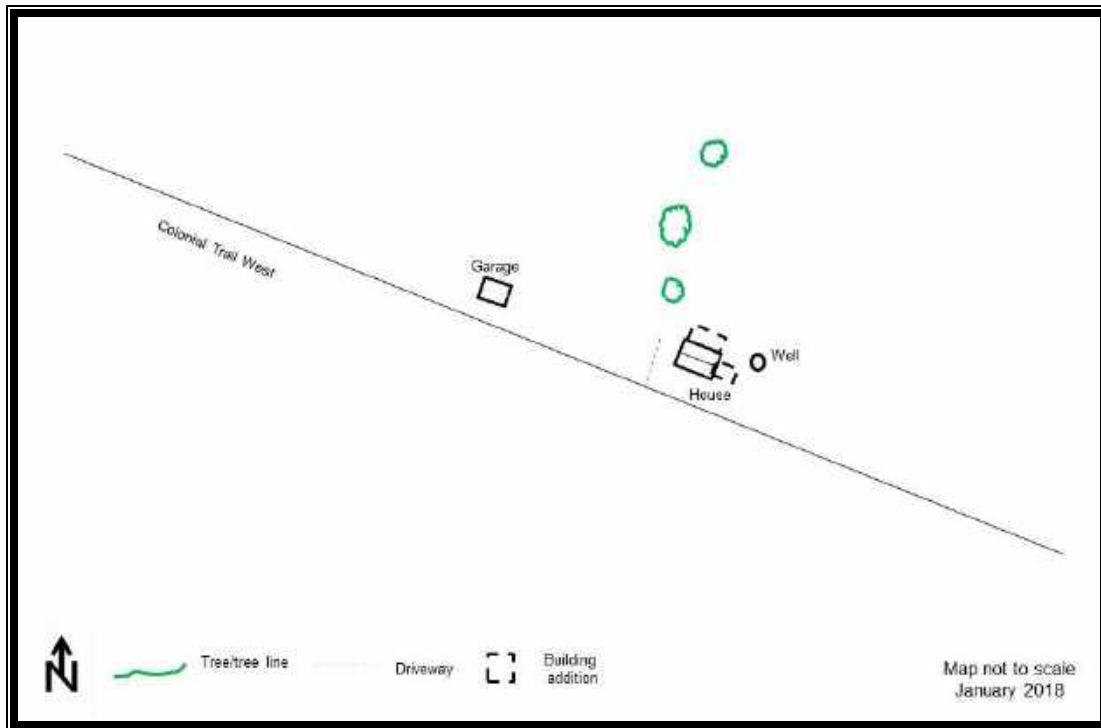 Colonial Trail West
Garage
Well
House
N
Tree/tree line
Driveway
Building
addition
Map not to scale
January 2018